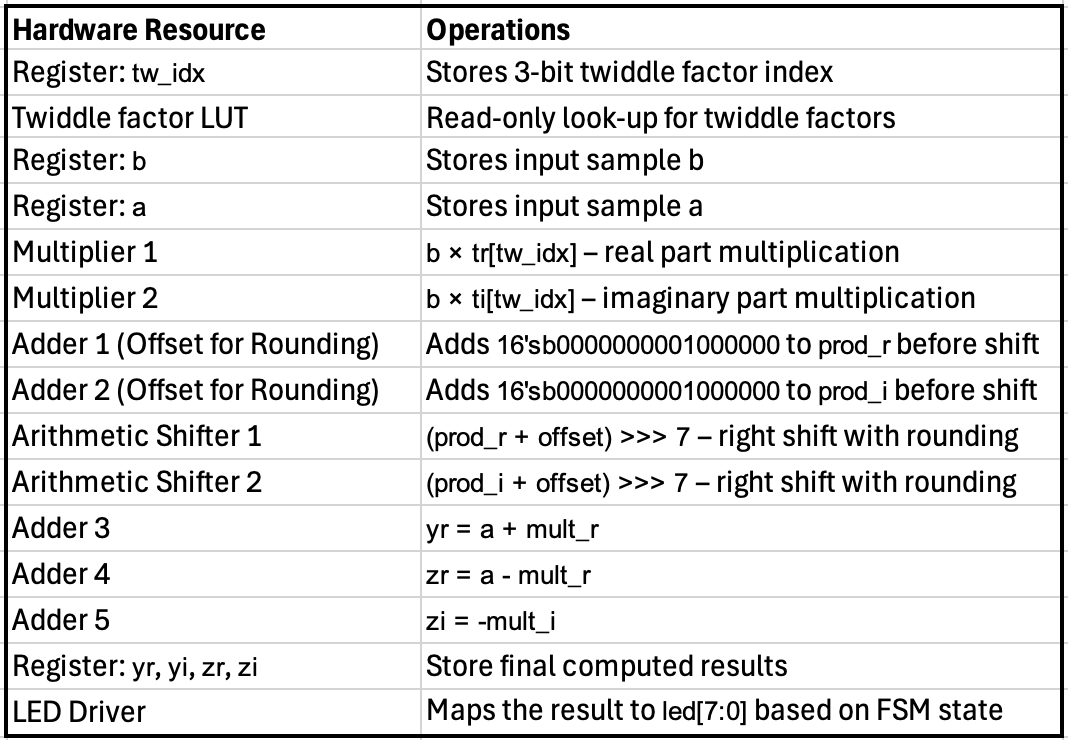 Hardware Resource Operations
Register: tw_idx Stores 3-bit twiddle factor index
Twiddle factor LUT Read-only look-up for twiddle factors
Register: b Stores input sample b
Register: a Stores input sample a
Multiplier 1 b × tr[tw_idx] – real part multiplication
Multiplier 2 b × ti[tw_idx] – imaginary part multiplication
Adder 1 (Offset for Rounding) Adds 16'sb0000000001000000 to prod_r before shift
Adder 2 (Offset for Rounding) Adds 16'sb0000000001000000 to prod_i before shift
Arithmetic Shifter 1 (prod_r + offset) >>> 7 – right shift with rounding
Arithmetic Shifter 2 (prod_i + offset) >>> 7 – right shift with rounding
Adder 3 yr = a + mult_r
Adder 4 zr = a - mult_r
Adder 5 zi = -mult_i
Register: yr, yi, zr, zi Store final computed results
LED Driver Maps the result to led[7:0] based on FSM state